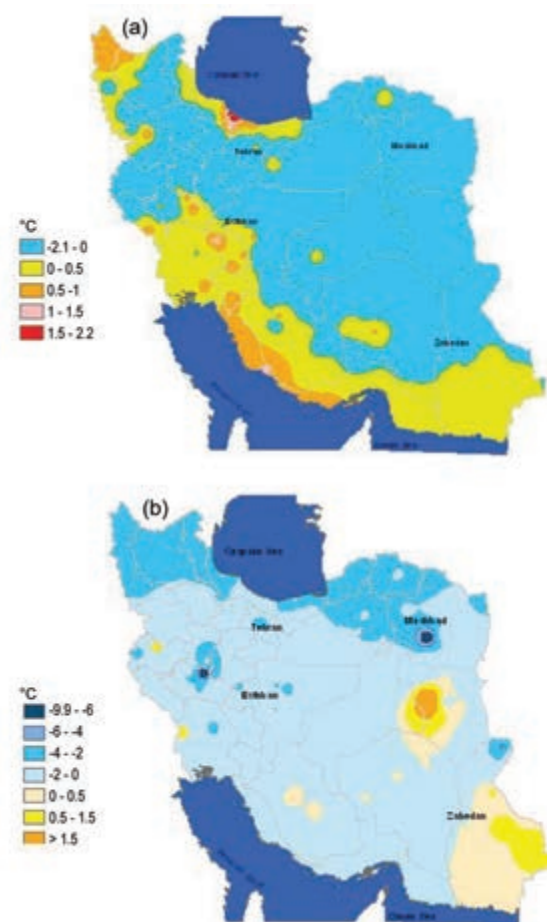 (a)
Tehran
Mashhad
Esfahan
Zahedan
°C
-2.1 - 0
0 - 0.5
0.5 - 1
1 - 1.5
1.5 - 2.2
(b)
Caspian Sea
Mashhad
Tehran
Esfahan
Zahedan
°C
-9.9 - -6
-6 - -4
-4 - -2
-2 - 0
0 - 0.5
0.5 - 1.5
> 1.5